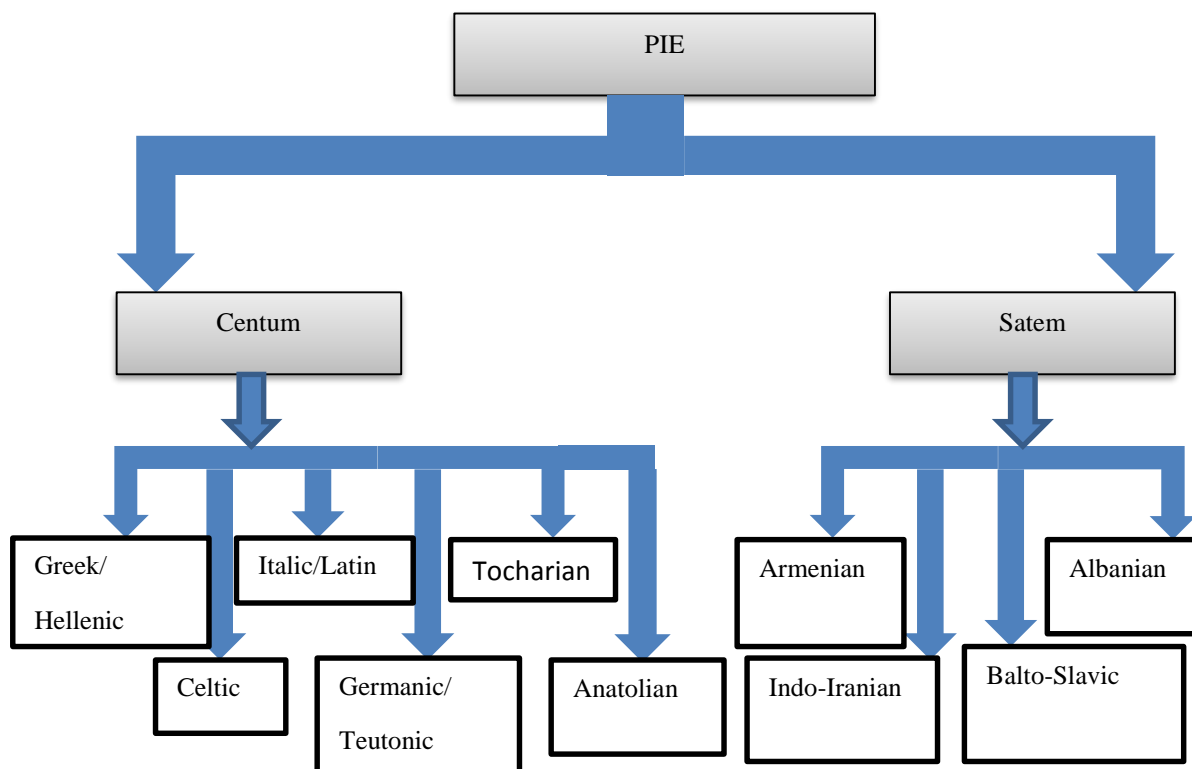 PIE
Centum
Satem
Greek/
Hellenic
Italic/Latin
Tocharian
Armenian
Albanian
Celtic
Germanic/
Teutonic
Anatolian
Indo-Iranian
Balto-Slavic